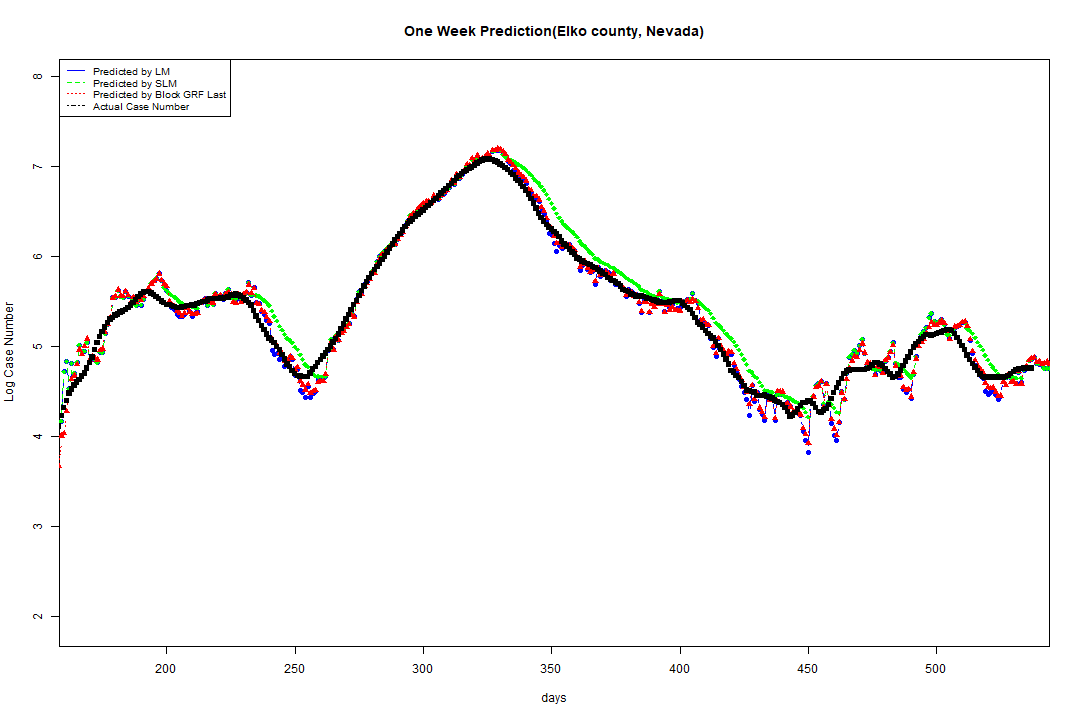 One Week Prediction(Elko county, Nevada)
Predicted by LM
Predicted by SLM
Predicted by Block GRF Last
Actual Case Number
8
7
6
5
4
3
2
Log Case Number
200 250 300 350 400 450 500
days